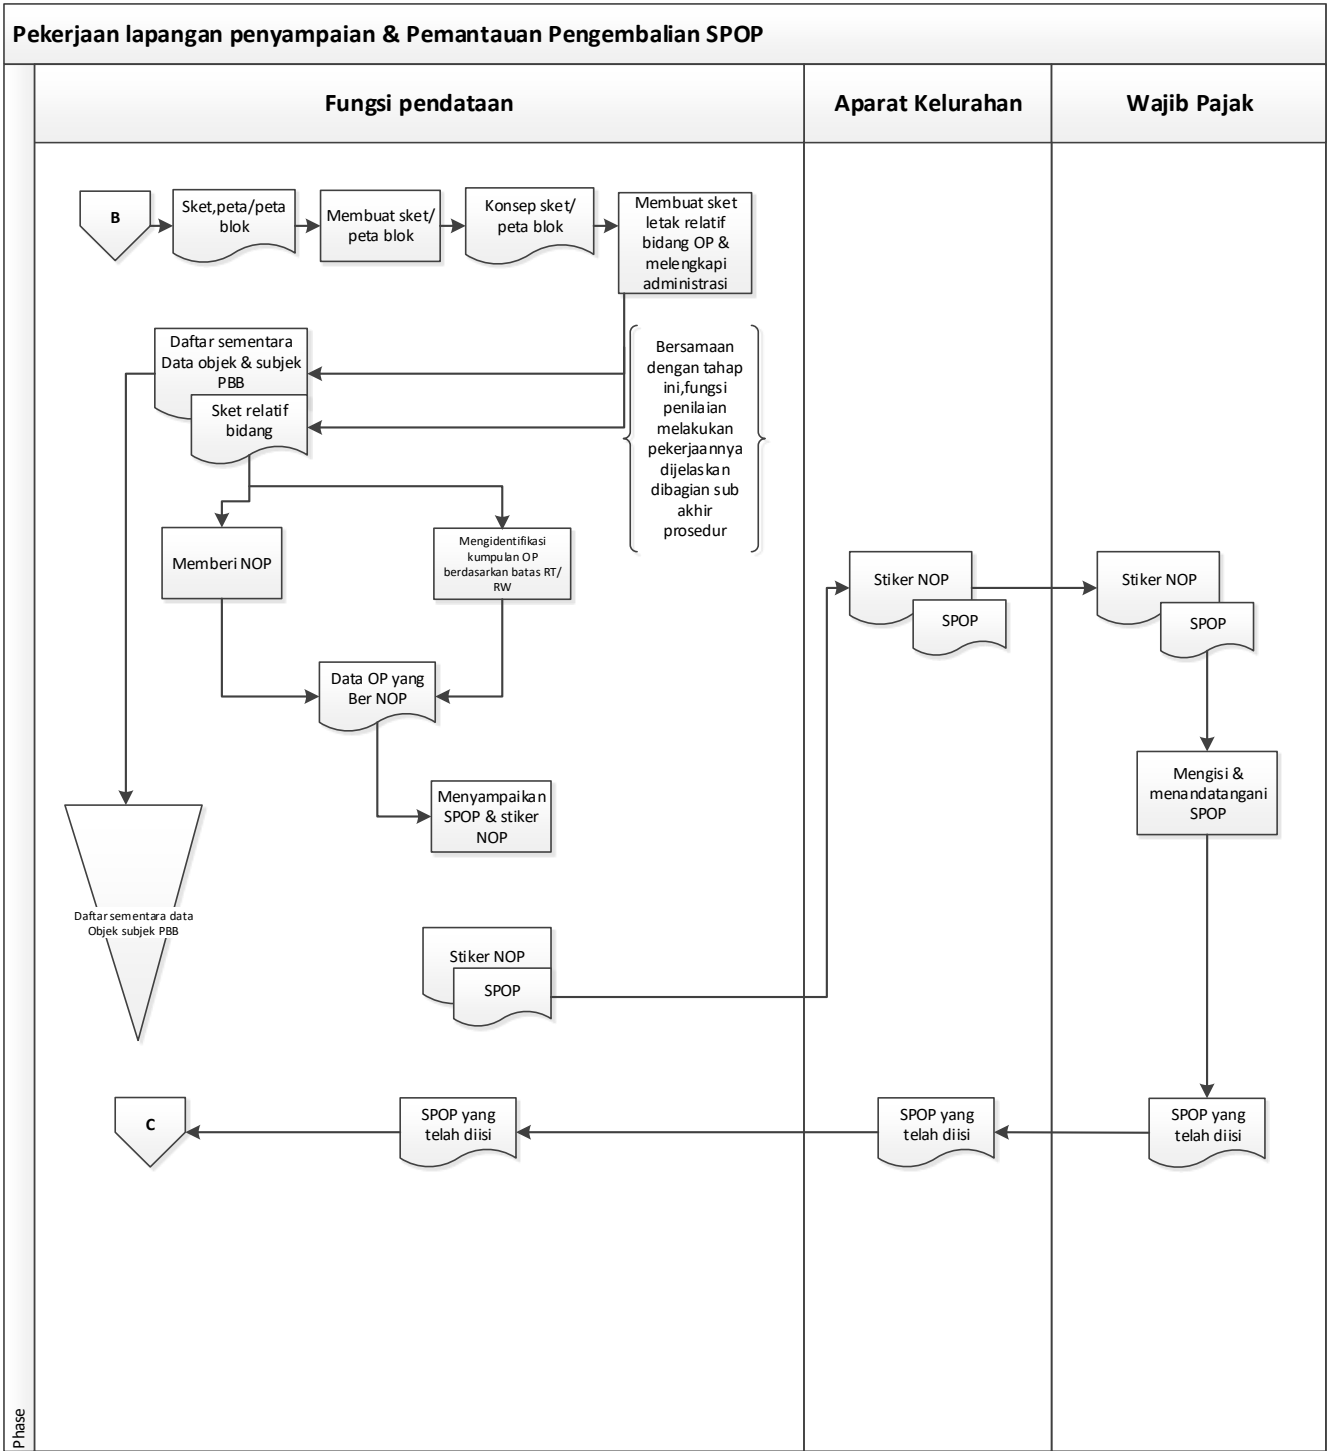 Pekerjaan lapangan penyampaian & Pemantauan Pengembalian SPOP
Fungsi pendataan
Aparat Kelurahan
Wajib Pajak
B
Sket,peta/peta
blok
Membuat sket/
peta blok
Konsep sket/
peta blok
Membuat sket
letak relatif
bidang OP &
melengkapi
administrasi
Daftar sementara
Data objek & subjek
PBB
Sket relatif
bidang
Bersamaan
dengan tahap
ini,fungsi
penilaian
melakukan
pekerjaannya
dijelaskan
dibagian sub
akhir
prosedur
Memberi NOP
Mengidentifikasi
kumpulan OP
berdasarkan batas RT/
RW
Stiker NOP
SPOP
Stiker NOP
SPOP
Data OP yang
Ber NOP
Menyampaikan
SPOP & stiker
NOP
Mengisi &
menandatangani
SPOP
Daftar sementara data
Objek subjek PBB
Stiker NOP
SPOP
C
SPOP yang
telah diisi
SPOP yang
telah diisi
SPOP yang
telah diisi
Phase